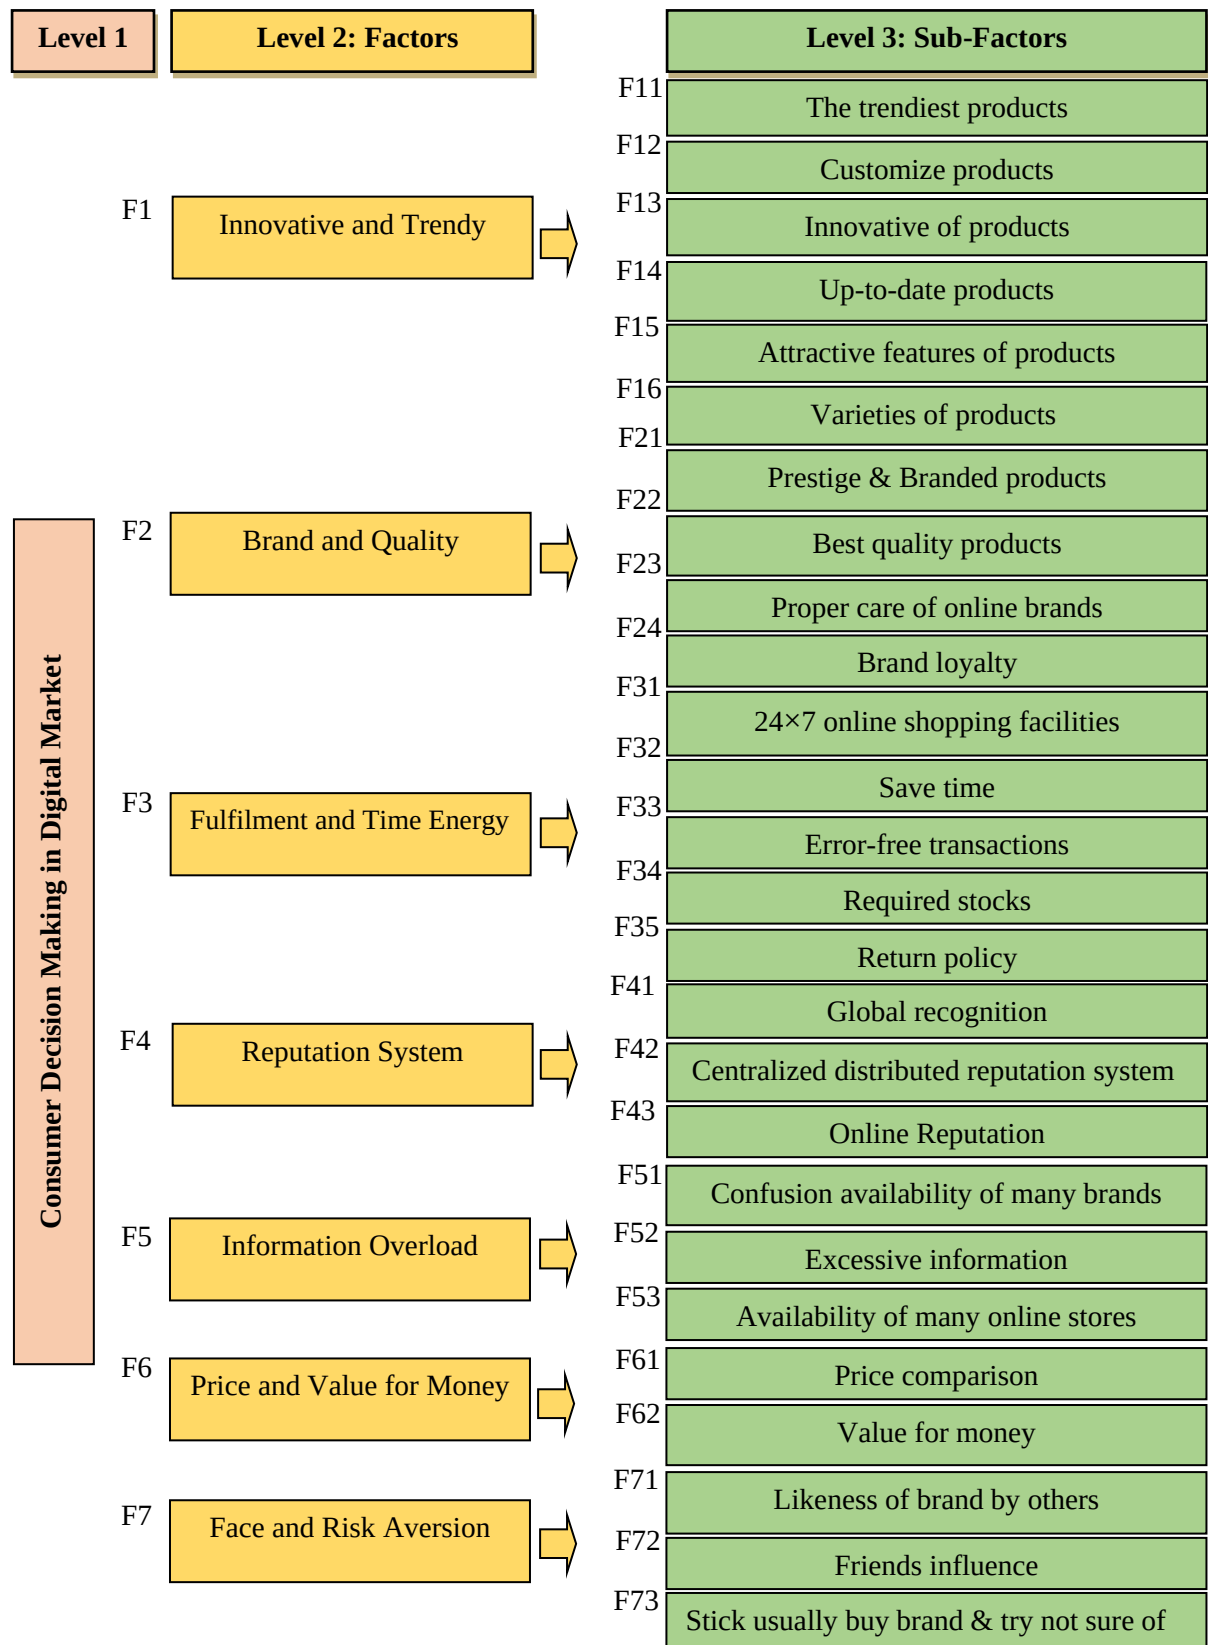 Level 1
Level 2: Factors
Level 3: Sub-Factors
Consumer Decision Making in Digital Market
F1
Innovative and Trendy
F11
The trendiest products
F12
Customize products
F13
Innovative of products
F14
Up-to-date products
F15
Attractive features of products
F16
Varieties of products
F2
Brand and Quality
F21
Prestige & Branded products
F22
Best quality products
F23
Proper care of online brands
F24
Brand loyalty
F3
Fulfilment and Time Energy
F31
24×7 online shopping facilities
F32
Save time
F33
Error-free transactions
F34
Required stocks
F35
Return policy
F4
Reputation System
F41
Global recognition
F42
Centralized distributed reputation system
F43
Online Reputation
F5
Information Overload
F51
Confusion availability of many brands
F52
Excessive information
F53
Availability of many online stores
F6
Price and Value for Money
F61
Price comparison
F62
Value for money
F7
Face and Risk Aversion
F71
Likeness of brand by others
F72
Friends influence
F73
Stick usually buy brand & try not sure of